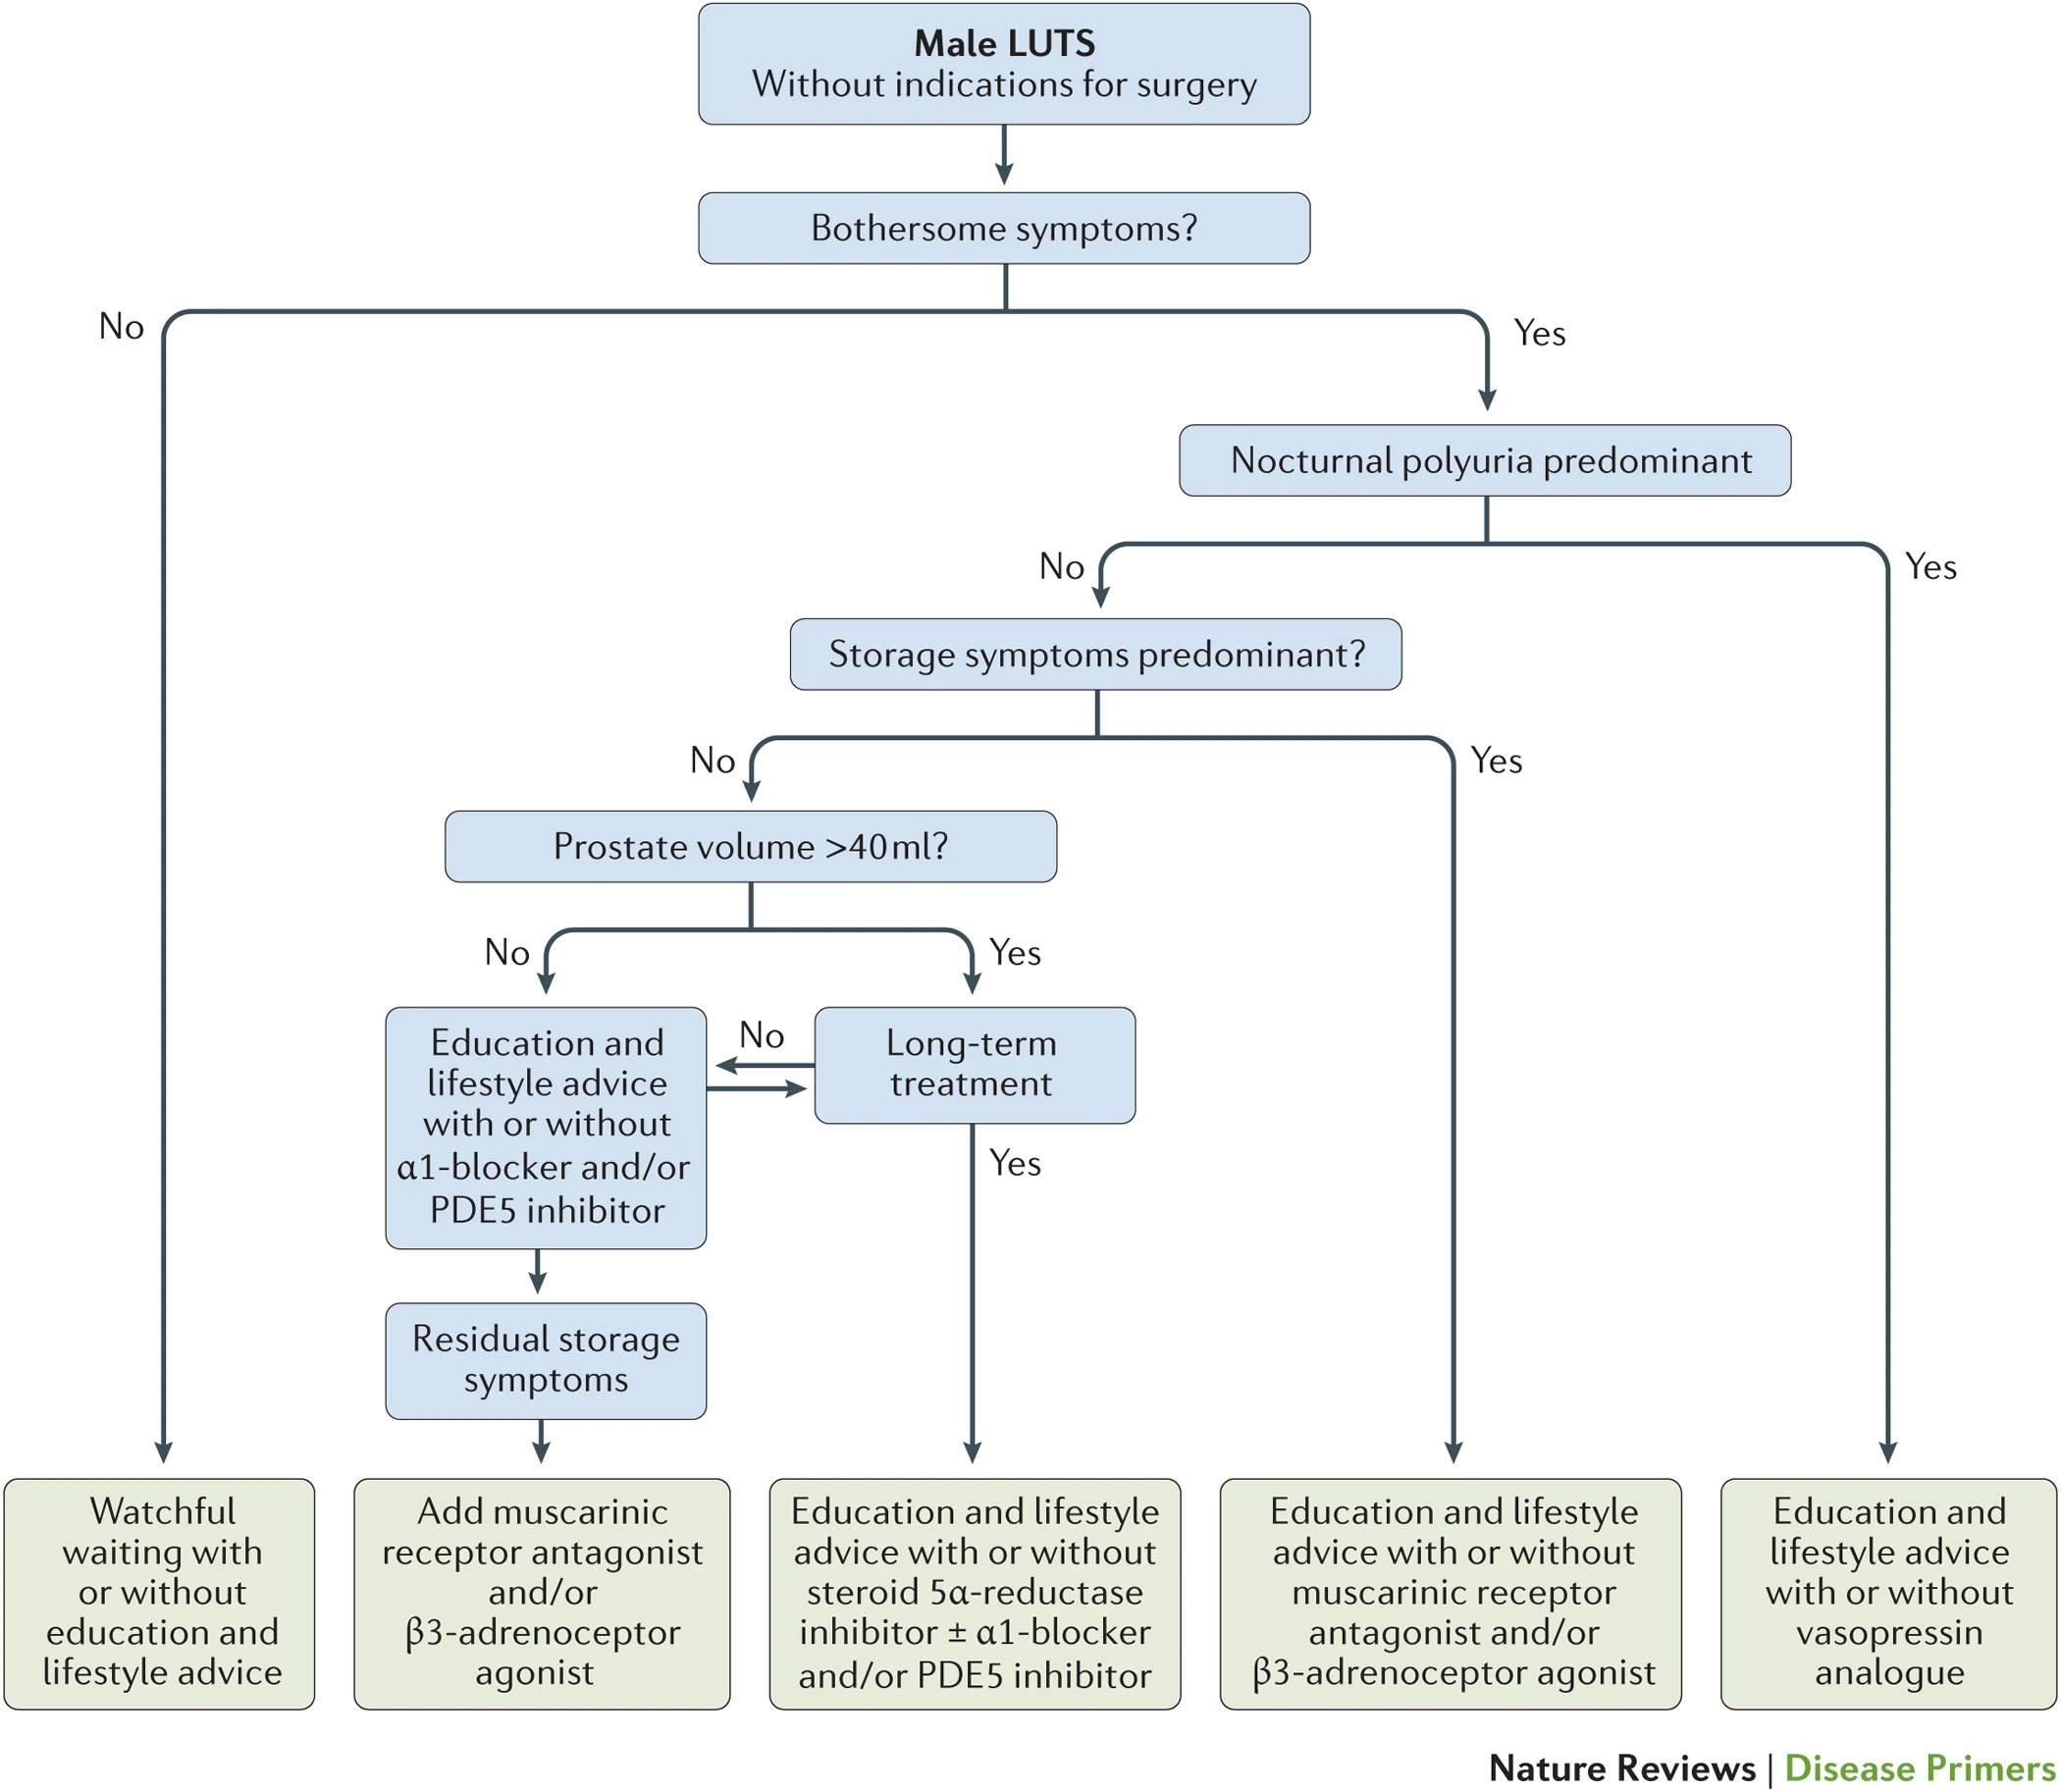 Male LUTS
Without indications for surgery
Bothersome symptoms?
No
Yes
Nocturnal polyuria predominant
No
Yes
Storage symptoms predominant?
No
Yes
Prostate volume >40 ml?
No
Yes
Education and
lifestyle advice
with or without
α1-blocker and/or
PDE5 inhibitor
No
Long-term
treatment
Yes
Residual storage
symptoms
Watchful
waiting with
or without
education and
lifestyle advice
Add muscarinic
receptor antagonist
and/or
β3-adrenoceptor
agonist
Education and lifestyle
advice with or without
steroid 5α-reductase
inhibitor ± α1-blocker
and/or PDE5 inhibitor
Education and lifestyle
advice with or without
muscarinic receptor
antagonist and/or
β3-adrenoceptor agonist
Education and
lifestyle advice
with or without
vasopressin
analogue
Nature Reviews | Disease Primers